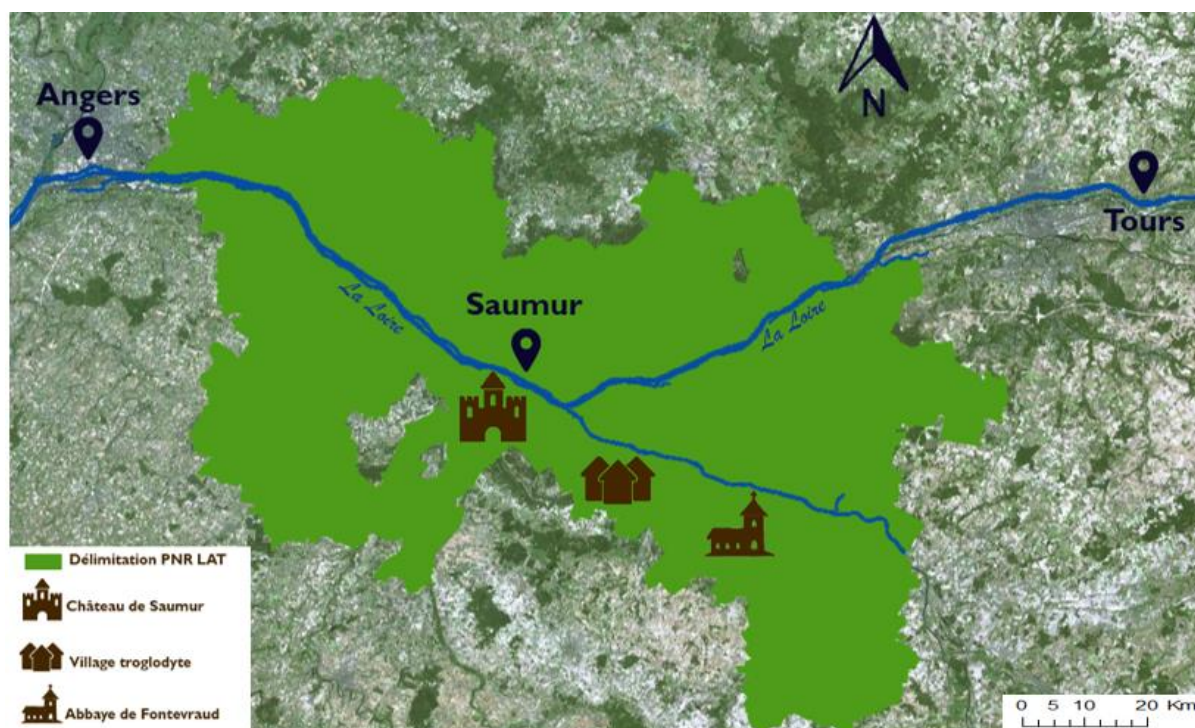 Angers
N
Tours
La Loire
La Loire
Saumur
Délimitation PNR LAT
Château de Saumur
Village troglodyte
Abbaye de Fontevraud
0 5 10 20 Km